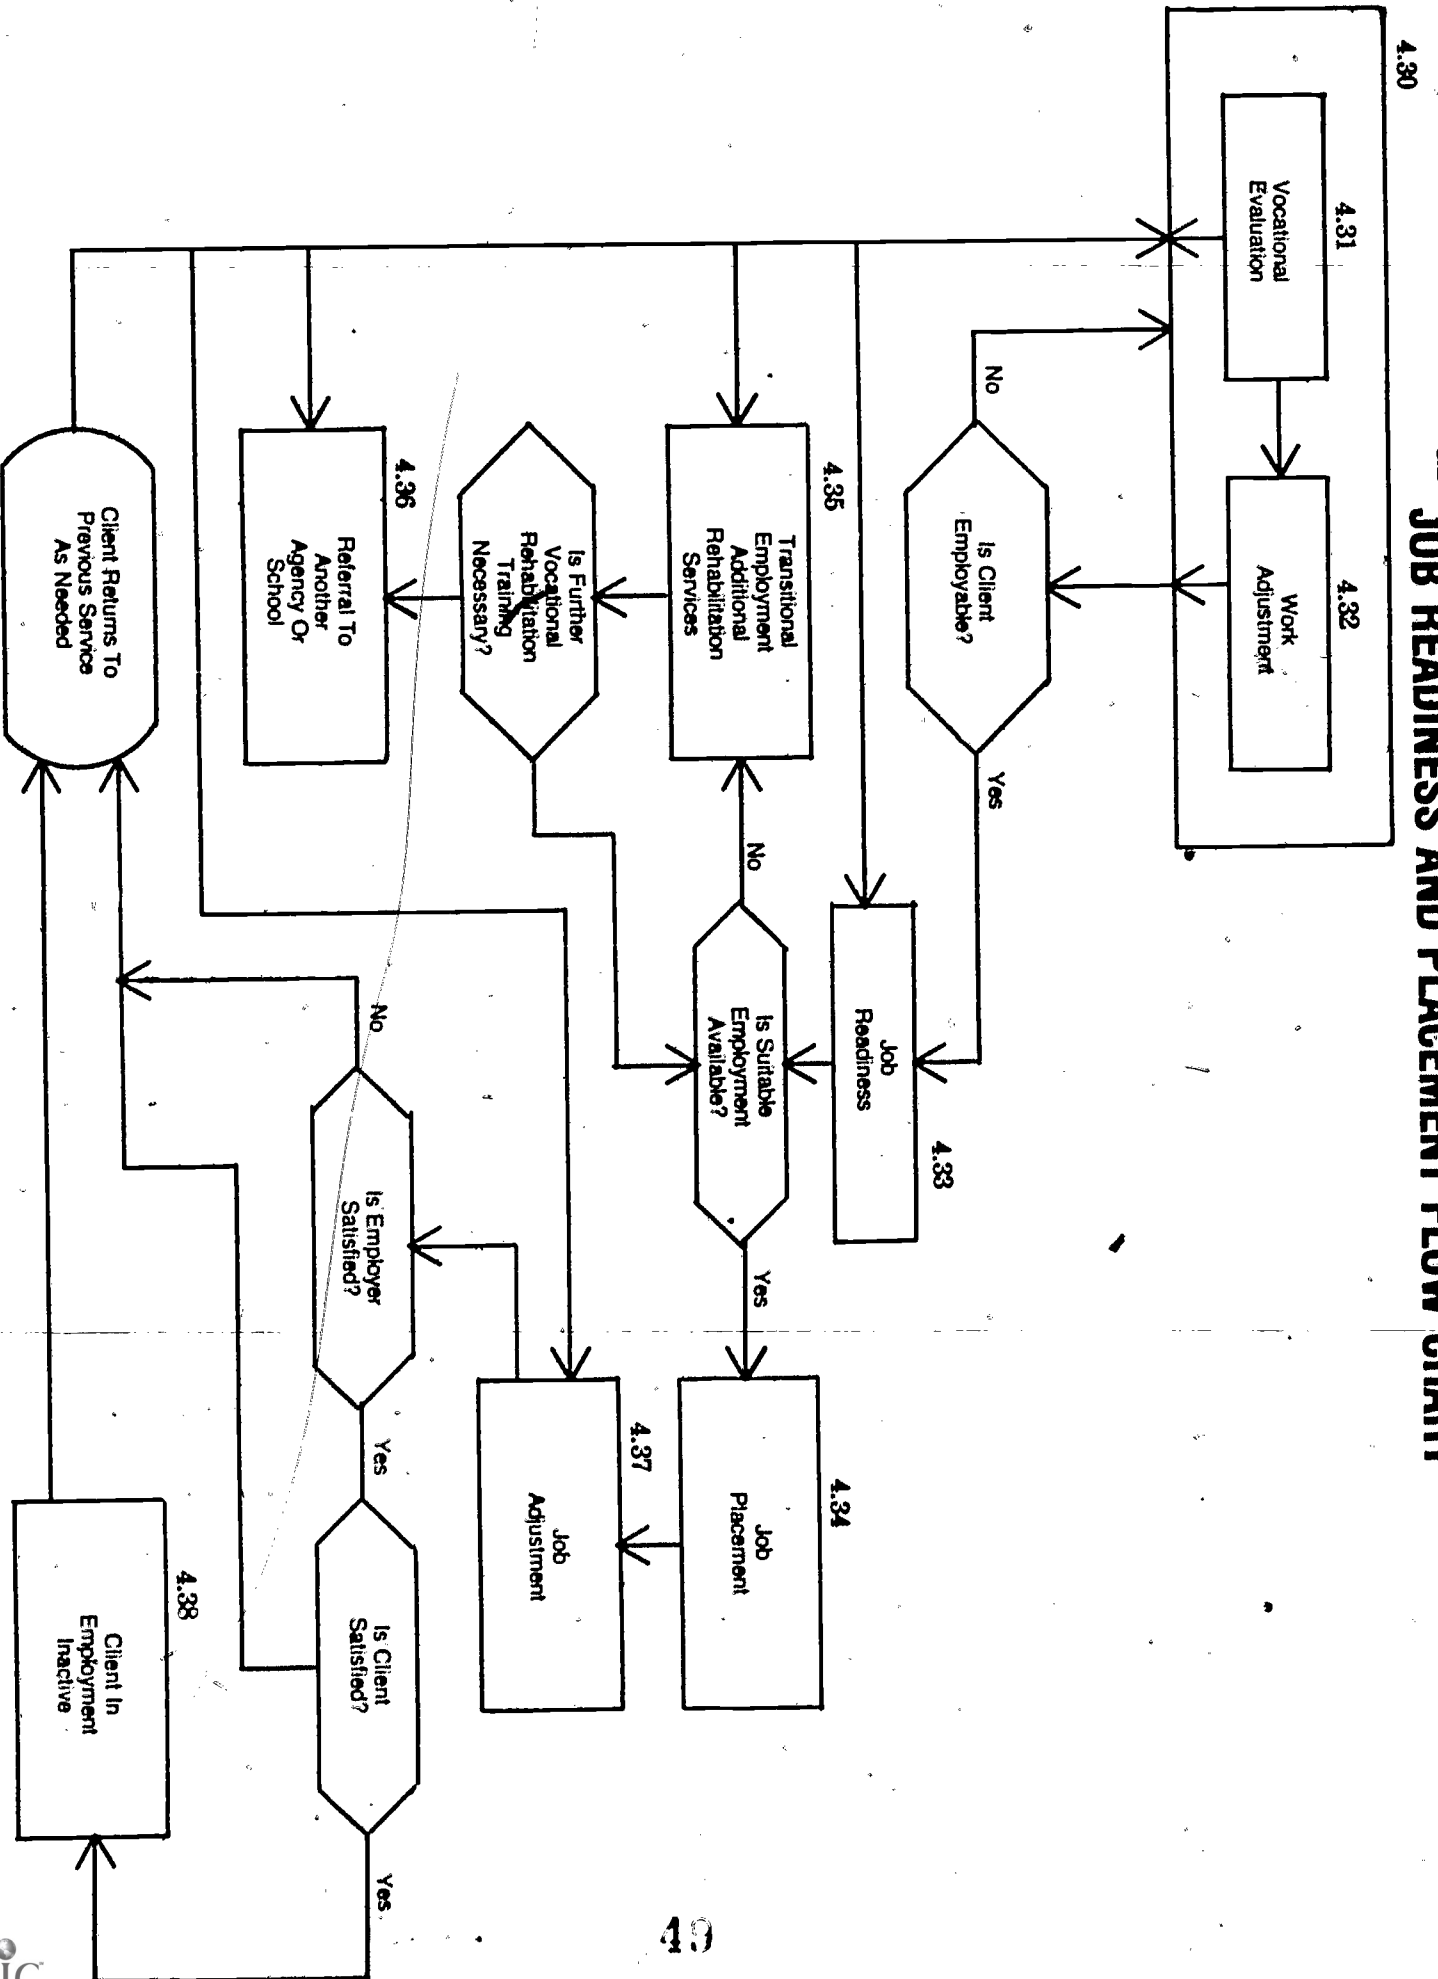 JOB READINESS AND PLACEMENT FLOW CHART
4.30
4.31
Vocational
Evaluation
4.32
Work
Adjustment
Is Client
Employable?
No
Yes
4.33
Job
Readiness
Is Suitable
Employment
Available?
No
Yes
4.34
Job
Placement
4.35
Transitional
Employment
Additional
Rehabilitation
Services
Is Further
Vocational
Rehabilitation
Training
Necessary?
4.36
Referral To
Another
Agency Or
School
4.37
Job
Adjustment
Is Employer
Satisfied?
No
Yes
Is Client
Satisfied?
Yes
4.38
Client In
Employment
Inactive
Client Returns To
Previous Service
As Needed
49